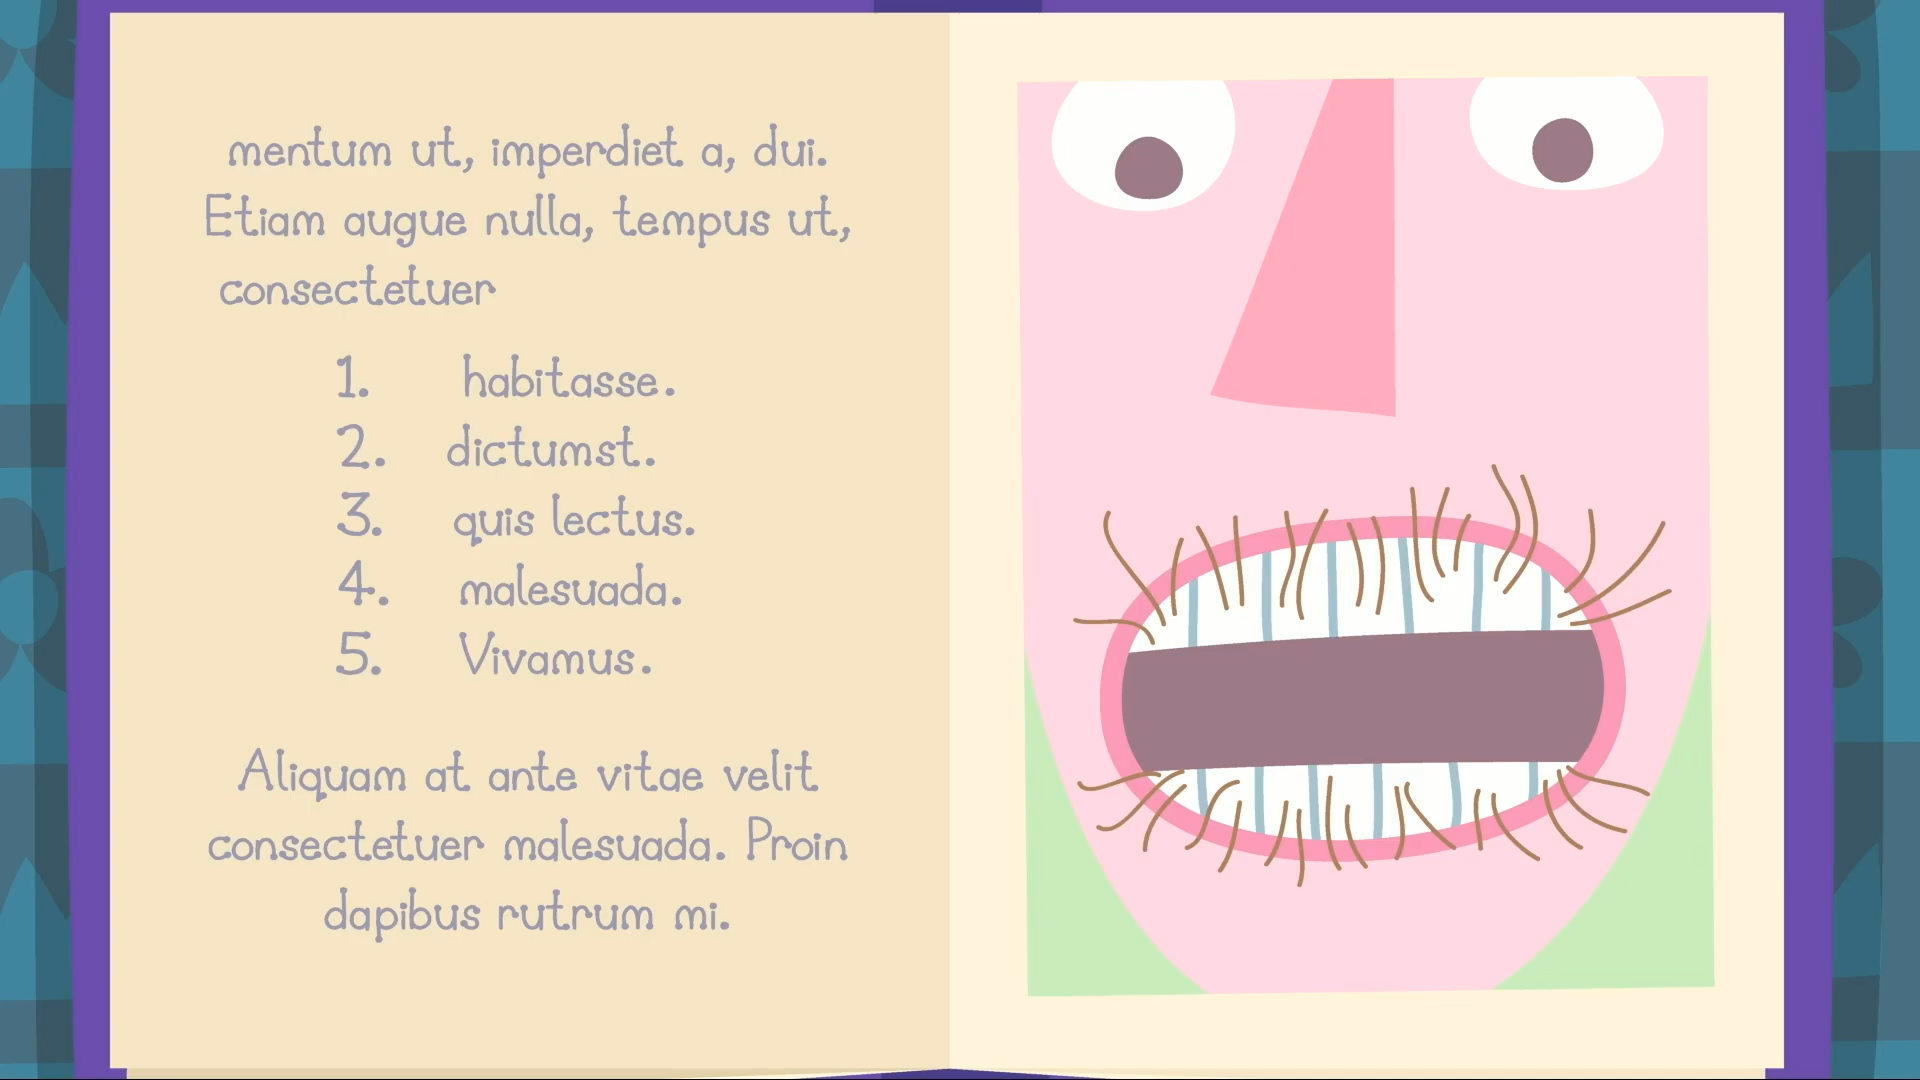 mentum ut, imperdiet a, dui.
Etiam augue nulla, tempus ut,
consectetuer
1. habitasse.
2. dictumst.
3. quis lectus.
4. malesuada.
5. Vivamus.
Aliquam at ante vitae velit
consectetuer malesuada. Proin
dapibus rutrum mi.